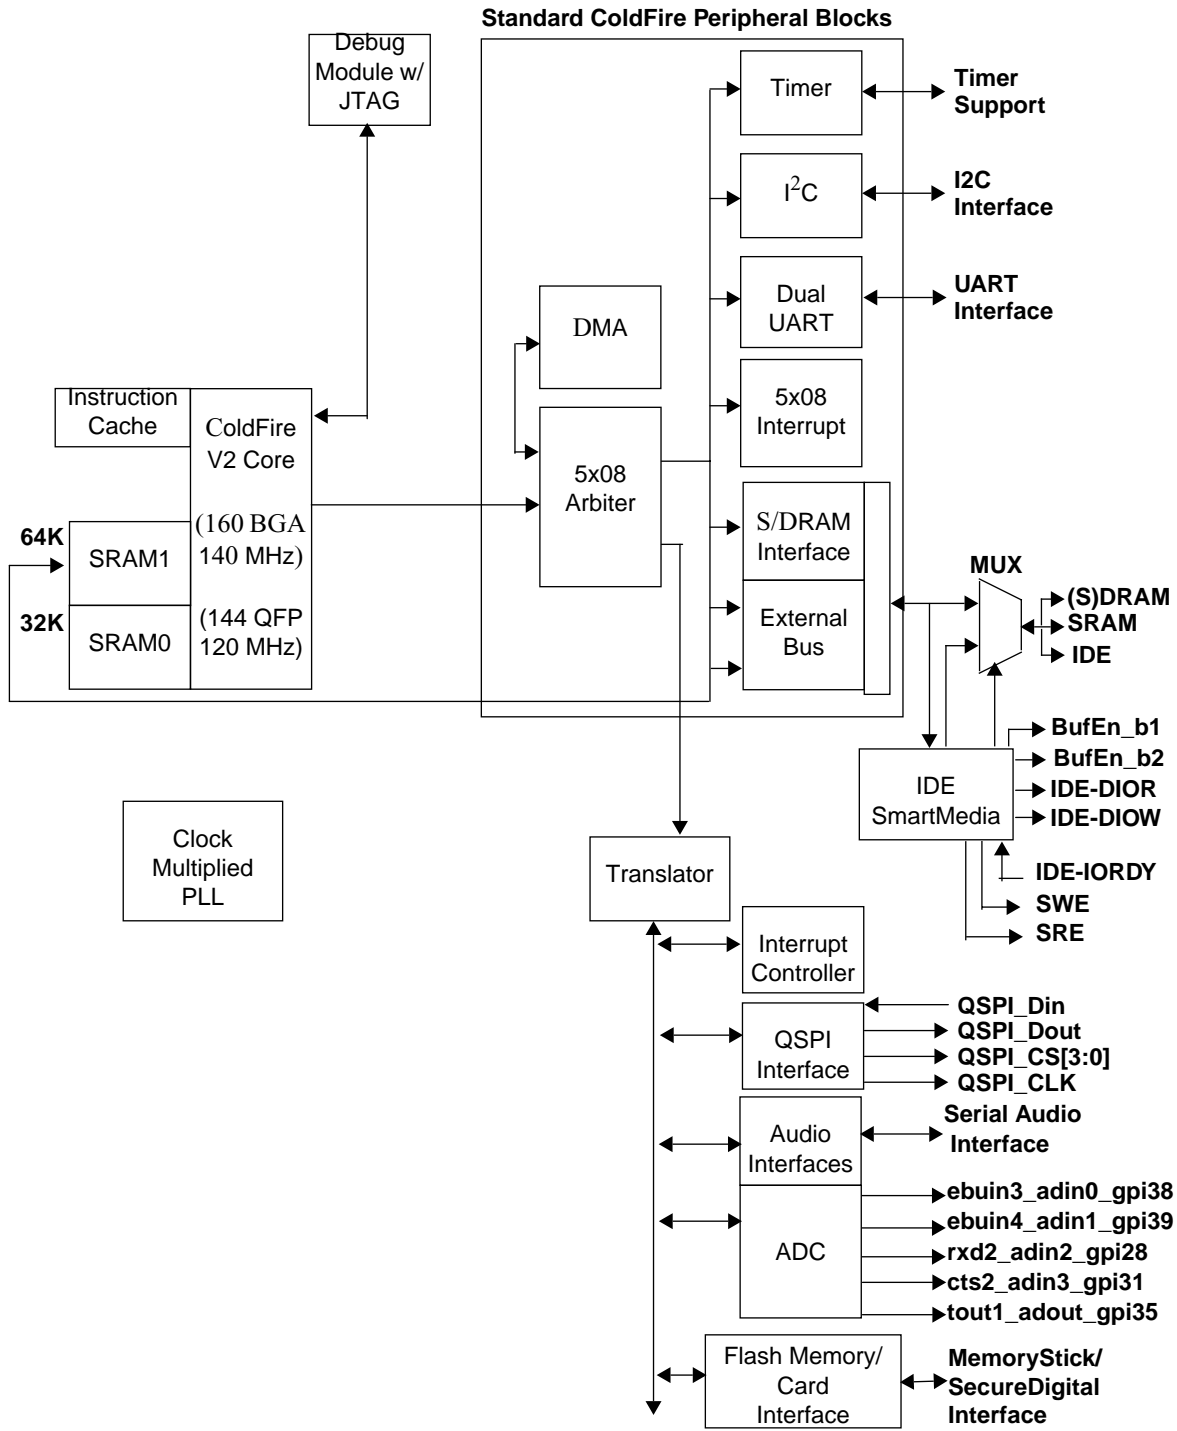 Standard ColdFire Peripheral Blocks
Debug
Module w/
JTAG
Timer
Timer
Support
I2C
I2C
Interface
Dual
UART
UART
Interface
DMA
5x08
Interrupt
Instruction
Cache
ColdFire
V2 Core
(160 BGA
140 MHz)
(144 QFP
120 MHz)
64K
SRAM1
32K
SRAM0
5x08
Arbiter
S/DRAM
Interface
External
Bus
MUX
(S)DRAM
SRAM
IDE
IDE
SmartMedia
BufEn_b1
BufEn_b2
IDE-DIOR
IDE-DIOW
IDE-IORDY
SWE
SRE
Clock
Multiplied
PLL
Translator
Interrupt
Controller
QSPI
Interface
QSPI_Din
QSPI_Dout
QSPI_CS[3:0]
QSPI_CLK
Audio
Interfaces
Serial Audio
Interface
ADC
ebuin3_adin0_gpi38
ebuin4_adin1_gpi39
rxd2_adin2_gpi28
cts2_adin3_gpi31
tout1_adout_gpi35
Flash Memory/
Card
Interface
MemoryStick/
SecureDigital
Interface